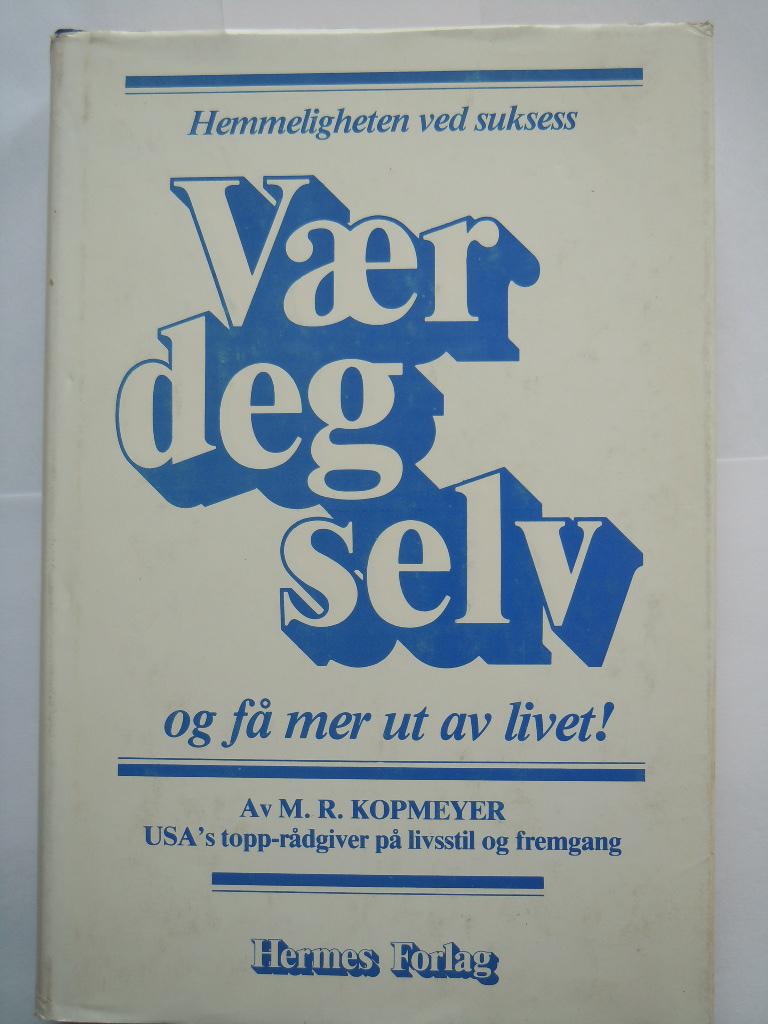 Hemmeligheten ved suksess
Vær
deg
selv
og få mer ut av livet!
Av M. R. KOPMEYER
USA's topp-rådgiver på livsstil og fremgang
Hermes Forlag